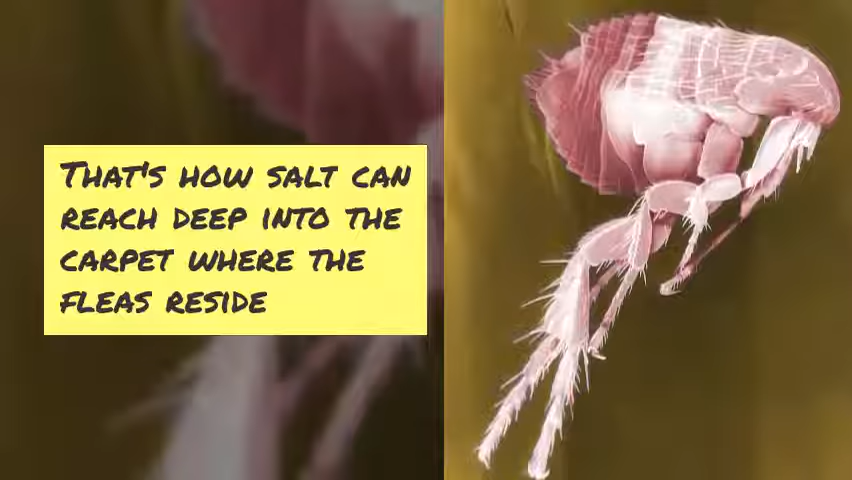 That's how salt can
reach deep into the
carpet where the
fleas reside